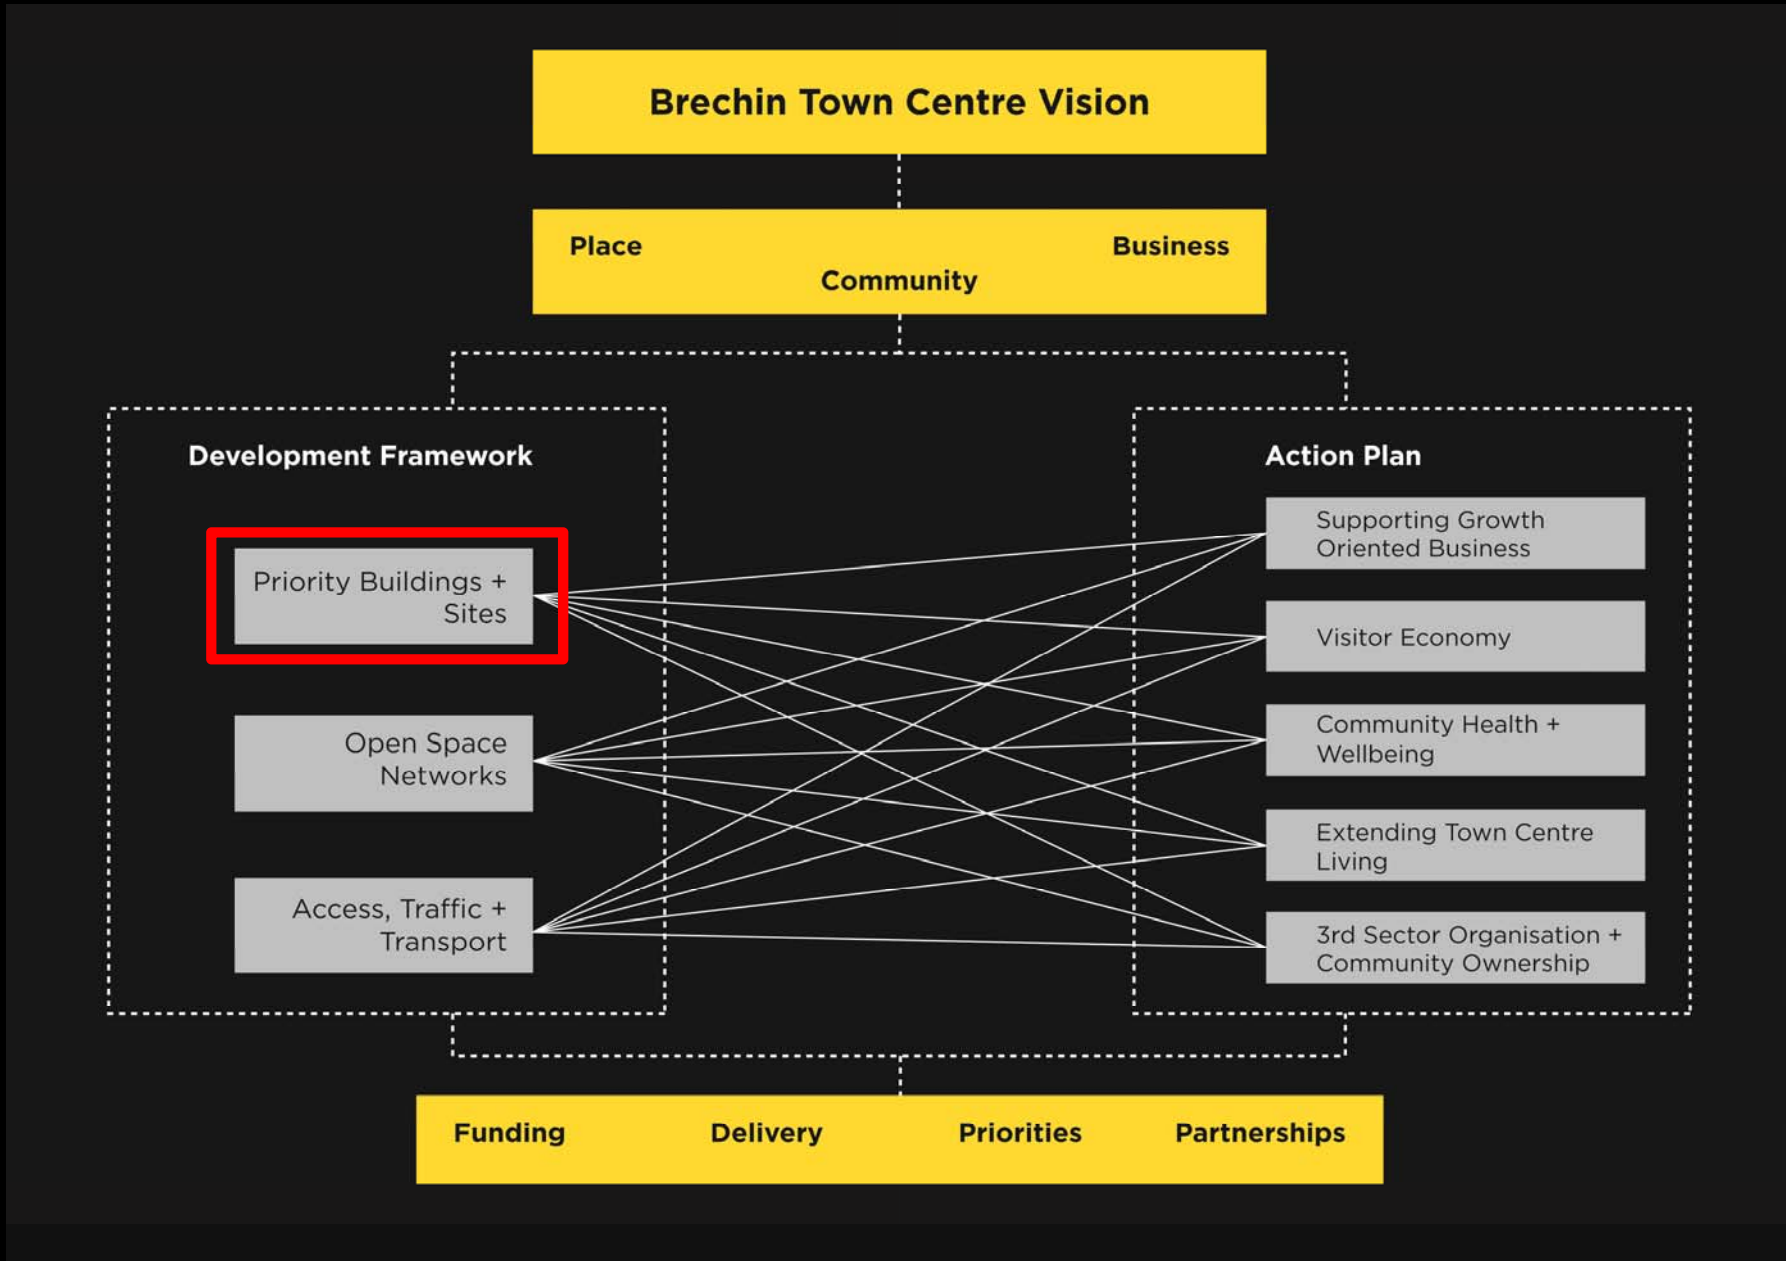 Brechin Town Centre Vision
Place
Business
Community
Development Framework
Priority Buildings +
Sites
Open Space
Networks
Access, Traffic +
Transport
Action Plan
Supporting Growth
Oriented Business
Visitor Economy
Community Health +
Wellbeing
Extending Town Centre
Living
3rd Sector Organisation +
Community Ownership
Funding
Delivery
Priorities
Partnerships